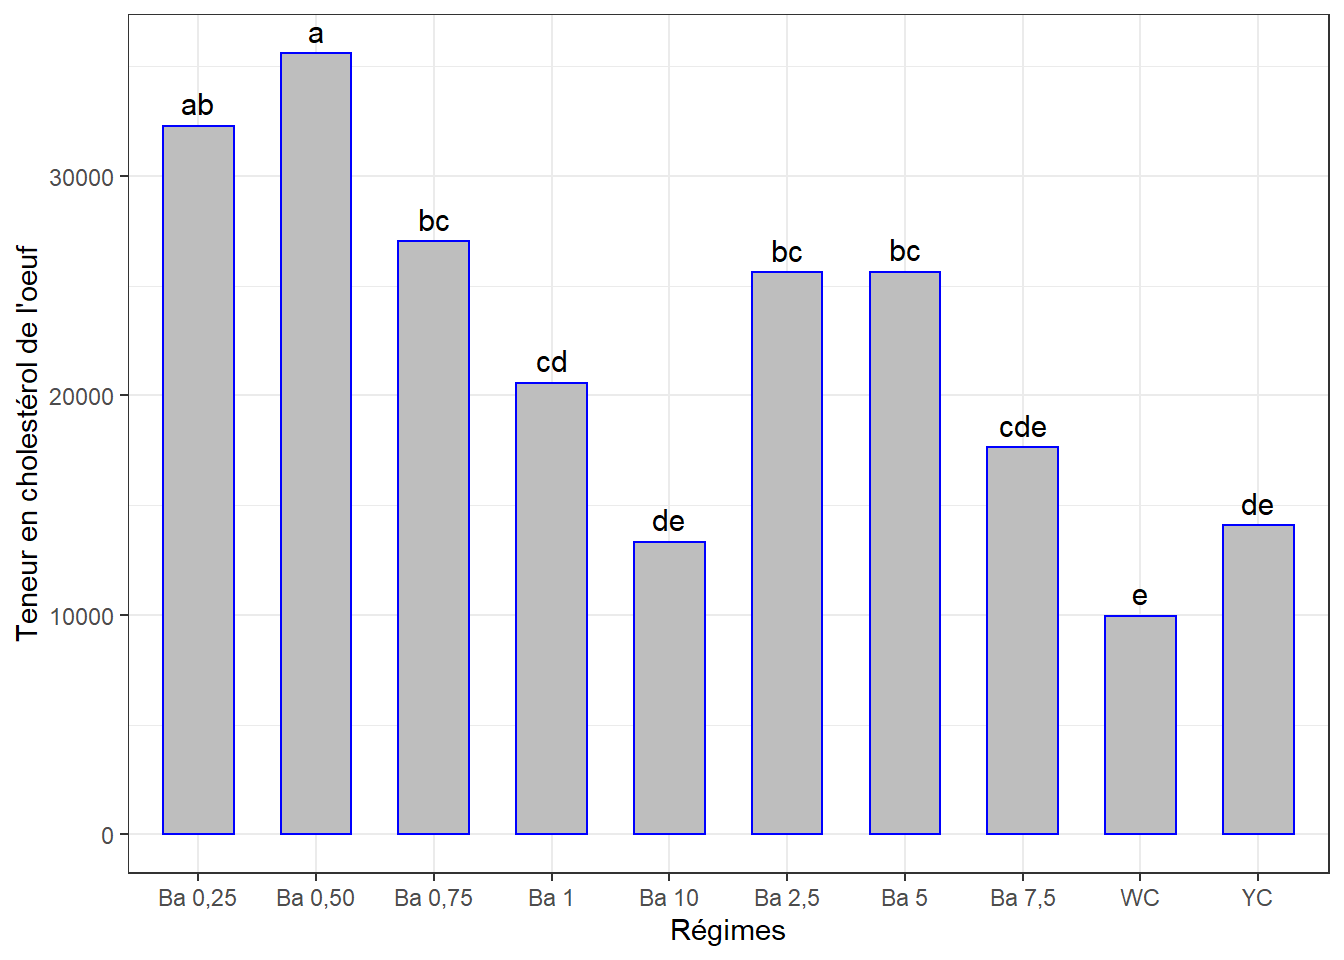 a
ab
bc
bc
bc
cd
cde
de
de
e
30000
20000
10000
0
Teneur en cholestérol de l'oeuf
Ba 0,25 Ba 0,50 Ba 0,75 Ba 1 Ba 10 Ba 2,5 Ba 5 Ba 7,5 WC YC
Régimes